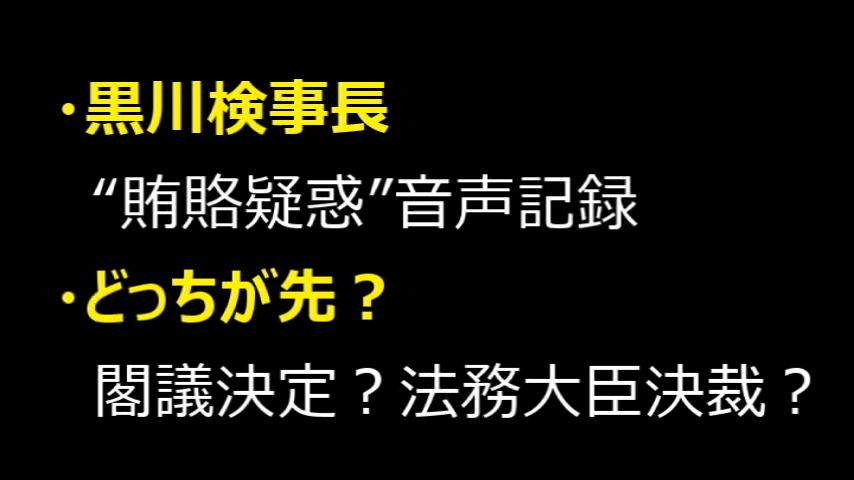 ・黒川検事長
“賄賂疑惑”音声記録
・どっちが先？
閣議決定？法務大臣決裁？